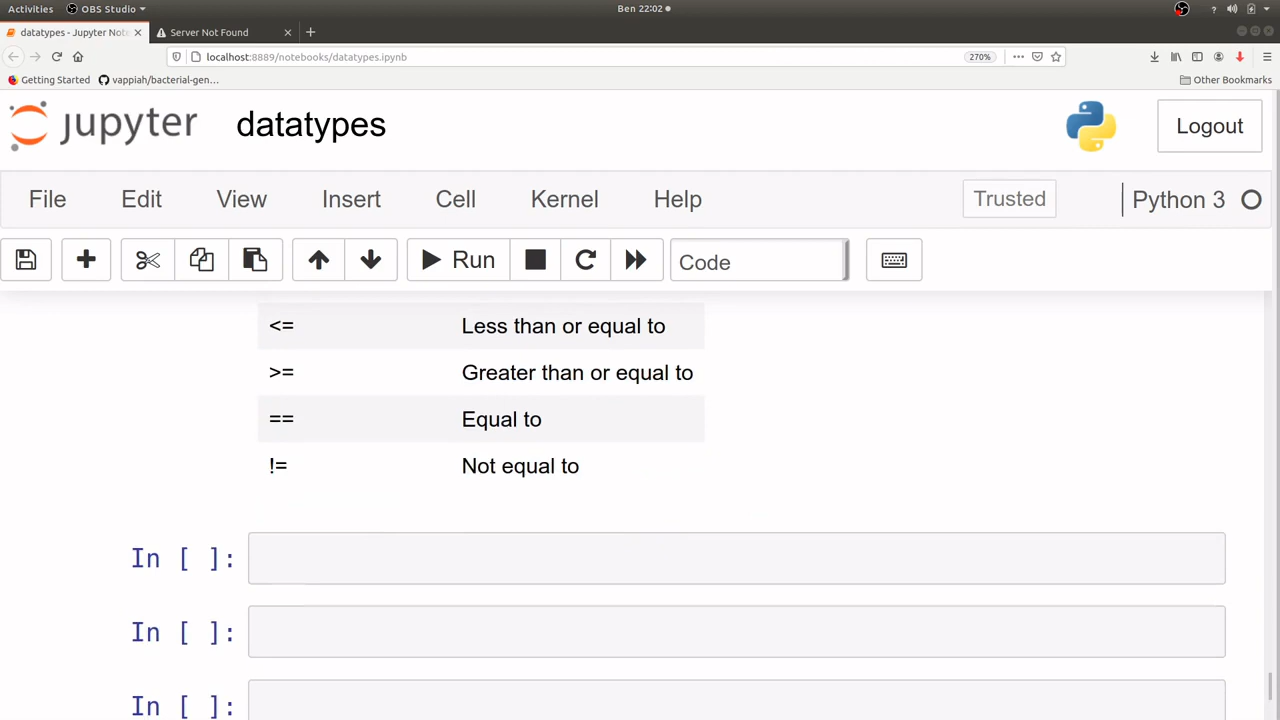 Activities OBS Studio Ben 22:02
datatypes - Jupyter Note Server Not Found
localhost:8889/notebooks/datatypes.ipynb 270%
Getting Started vappiah/bacterial-gen… Other Bookmarks
jupyter datatypes Logout
File Edit View Insert Cell Kernel Help Trusted Python 3
Run Code
<= Less than or equal to
>= Greater than or equal to
== Equal to
!= Not equal to
In [ ]:
In [ ]:
In [ ]: